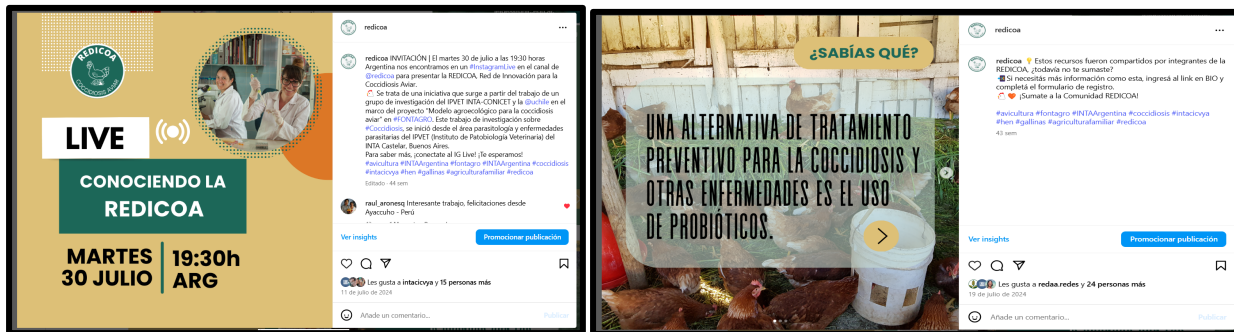 REDICOA
COCCIDIOSIS AVIAR
LIVE
CONOCIENDO LA
REDICOA
MARTES
30 JULIO
19:30h
ARG
redicoa
redicoa INVITACIÓN | El martes 30 de julio a las 19:30 horas
Argentina nos encontramos en un #InstagramLive en el canal de
@redicoa para presentar la REDICOA, Red de Innovación para la
Coccidiosis Aviar.
Se trata de una iniciativa que surge a partir del trabajo de un
grupo de investigación del IPVET INTA-CONICET y la @uchile en el
marco del proyecto "Modelo agroecológico para la coccidiosis
aviar" en #FONTAGRO. Este trabajo de investigación sobre
#Coccidiosis, se inició desde el área parasitología y enfermedades
parasitarias del IPVET (Instituto de Patobiología Veterinaria) del
INTA Castelar, Buenos Aires.
Para saber más, ¡conectate al IG Live! ¡Te esperamos!
#avicultura #INTAArgentina #fontagro #INTAArgentina #coccidiosis
#intacicvya #hen #gallinas #agriculturafamiliar #redicoa
Editado · 44 sem
raul_aronesq Interesante trabajo, felicitaciones desde
Ayaccuho - Perú
Ver insights
Promocionar publicación
Les gusta a intacicvya y 15 personas más
11 de julio de 2024
Añade un comentario...
Publicar
¿SABÍAS QUÉ?
UNA ALTERNATIVA DE TRATAMIENTO
PREVENTIVO PARA LA COCCIDIOSIS Y
OTRAS ENFERMEDADES ES EL USO
DE PROBIÓTICOS.
redicoa
redicoa 💡 Estos recursos fueron compartidos por integrantes de la
REDICOA, ¿todavía no te sumaste?
📲 Si necesitás más información como esta, ingresá al link en BIO y
completá el formulario de registro.
🐔 🧡 ¡Sumate a la Comunidad REDICOA!
#avicultura #fontagro #INTAArgentina #coccidiosis #intacicvya
#hen #gallinas #agriculturafamiliar #redicoa
43 sem
Ver insights
Promocionar publicación
Les gusta a redaa.redes y 24 personas más
19 de julio de 2024
Añade un comentario...
Publicar